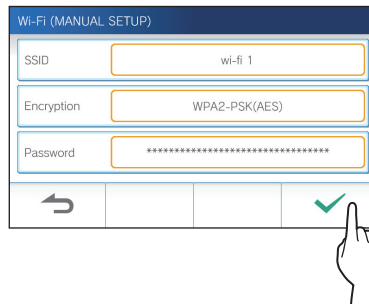 Wi-Fi (MANUAL SETUP)
SSID wi-fi 1
Encryption WPA2-PSK(AES)
Password *********************************